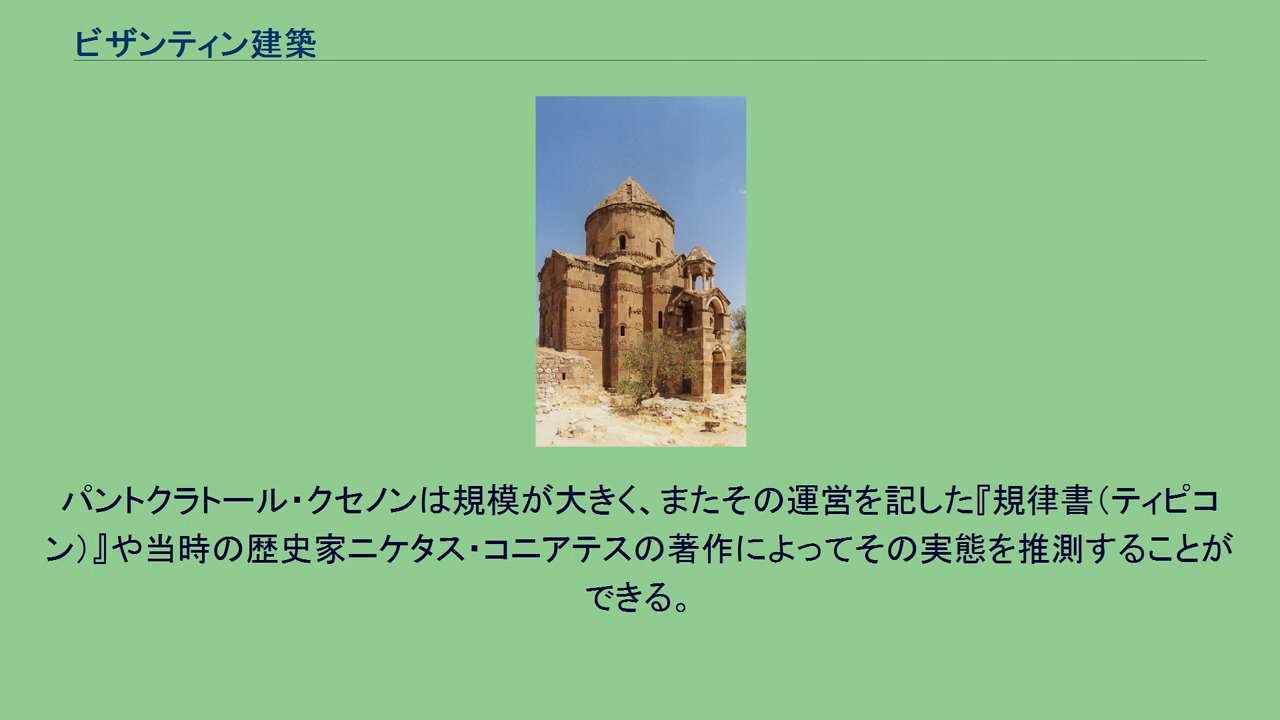 ビザンティン建築
パントクラトール・クセノンは規模が大きく、またその運営を記した『規律書（ティピコ
ン）』や当時の歴史家ニケタス・コニアテスの著作によってその実態を推測することが
できる。